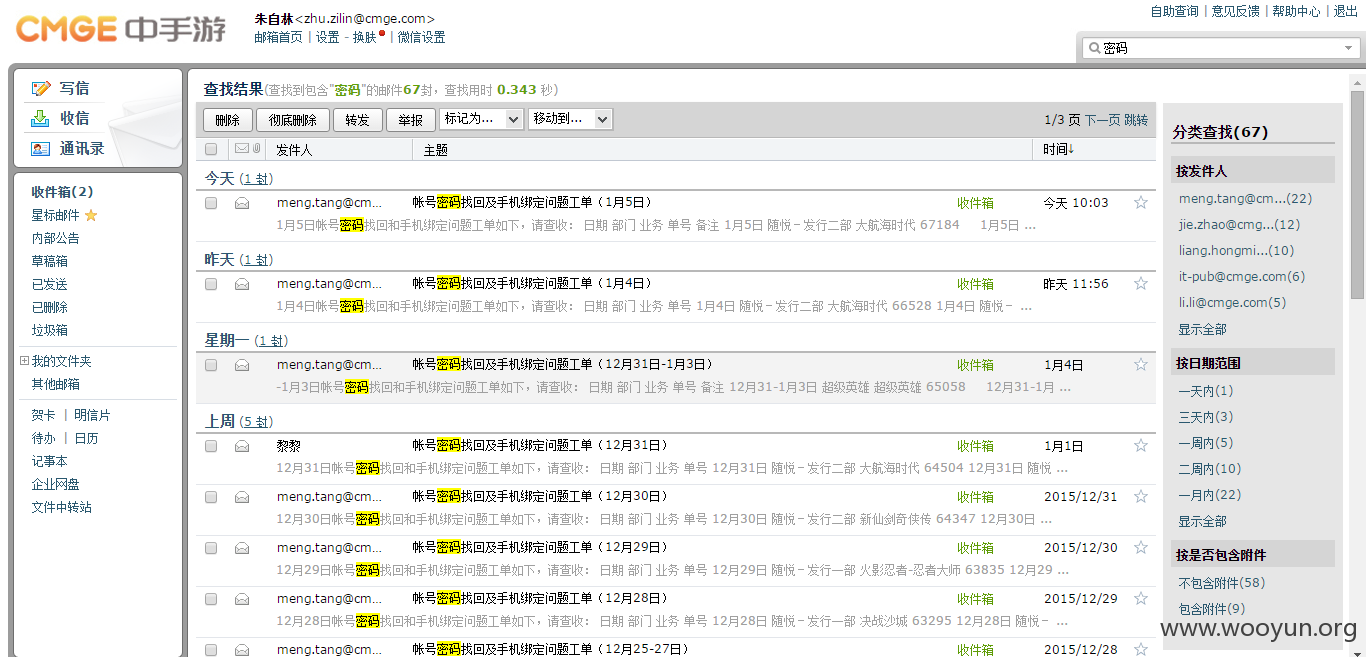 CMGE 中手游
朱自林<zhu.zilin@cmge.com>
邮箱首页 | 设置 - 换肤 | 微信设置
自助查询 | 意见反馈 | 帮助中心 | 退出
密码
写信
收信
通讯录
收件箱(2)
星标邮件
内部公告
草稿箱
已发送
已删除
垃圾箱
我的文件夹
其他邮箱
贺卡 | 明信片
待办 | 日历
记事本
企业网盘
文件中转站
查找结果(查找到包含"密码"的邮件67封，查找用时 0.343 秒)
删除 彻底删除 转发 举报 标记为... 移动到... 1/3 页 下一页 跳转
发件人 主题 时间↓
今天 (1 封)
meng.tang@cm... 帐号密码找回及手机绑定问题工单（1月5日） 收件箱 今天 10:03
1月5日帐号密码找回和手机绑定问题工单如下，请查收： 日期 部门 业务 单号 备注 1月5日 随悦－发行二部 大航海时代 67184 1月5日 ...
昨天 (1 封)
meng.tang@cm... 帐号密码找回及手机绑定问题工单（1月4日） 收件箱 昨天 11:56
1月4日帐号密码找回和手机绑定问题工单如下，请查收： 日期 部门 业务 单号 1月4日 随悦－发行二部 大航海时代 66528 1月4日 随悦－ ...
星期一 (1 封)
meng.tang@cm... 帐号密码找回及手机绑定问题工单（12月31日-1月3日） 收件箱 1月4日
-1月3日帐号密码找回和手机绑定问题工单如下，请查收： 日期 部门 业务 单号 备注 12月31-1月3日 超级英雄 超级英雄 65058 12月31-1月 ...
上周 (5 封)
黎黎 帐号密码找回及手机绑定问题工单（12月31日） 收件箱 1月1日
12月31日帐号密码找回和手机绑定问题工单如下，请查收： 日期 部门 业务 单号 12月31日 随悦－发行二部 大航海时代 64504 12月31日 随悦 ...
meng.tang@cm... 帐号密码找回及手机绑定问题工单（12月30日） 收件箱 2015/12/31
12月30日帐号密码找回和手机绑定问题工单如下，请查收： 日期 部门 业务 单号 12月30日 随悦－发行二部 新仙剑奇侠传 64347 12月30日 ...
meng.tang@cm... 帐号密码找回及手机绑定问题工单（12月29日） 收件箱 2015/12/30
12月29日帐号密码找回和手机绑定问题工单如下，请查收： 日期 部门 业务 单号 12月29日 随悦－发行一部 火影忍者-忍者大师 63835 12月29 ...
meng.tang@cm... 帐号密码找回及手机绑定问题工单（12月28日） 收件箱 2015/12/29
12月28日帐号密码找回和手机绑定问题工单如下，请查收： 日期 部门 业务 单号 12月28日 随悦－发行一部 决战沙城 63295 12月28日 随悦－ ...
meng.tang@cm... 帐号密码找回及手机绑定问题工单（12月25-27日） 收件箱 2015/12/28
分类查找(67)
按发件人
meng.tang@cm...(22)
jie.zhao@cmg...(12)
liang.hongmi...(10)
it-pub@cmge.com(6)
li.li@cmge.com(5)
显示全部
按日期范围
一天内(1)
三天内(3)
一周内(5)
二周内(10)
一月内(22)
显示全部
按是否包含附件
不包含附件(58)
包含附件(9)
www.wooyun.org